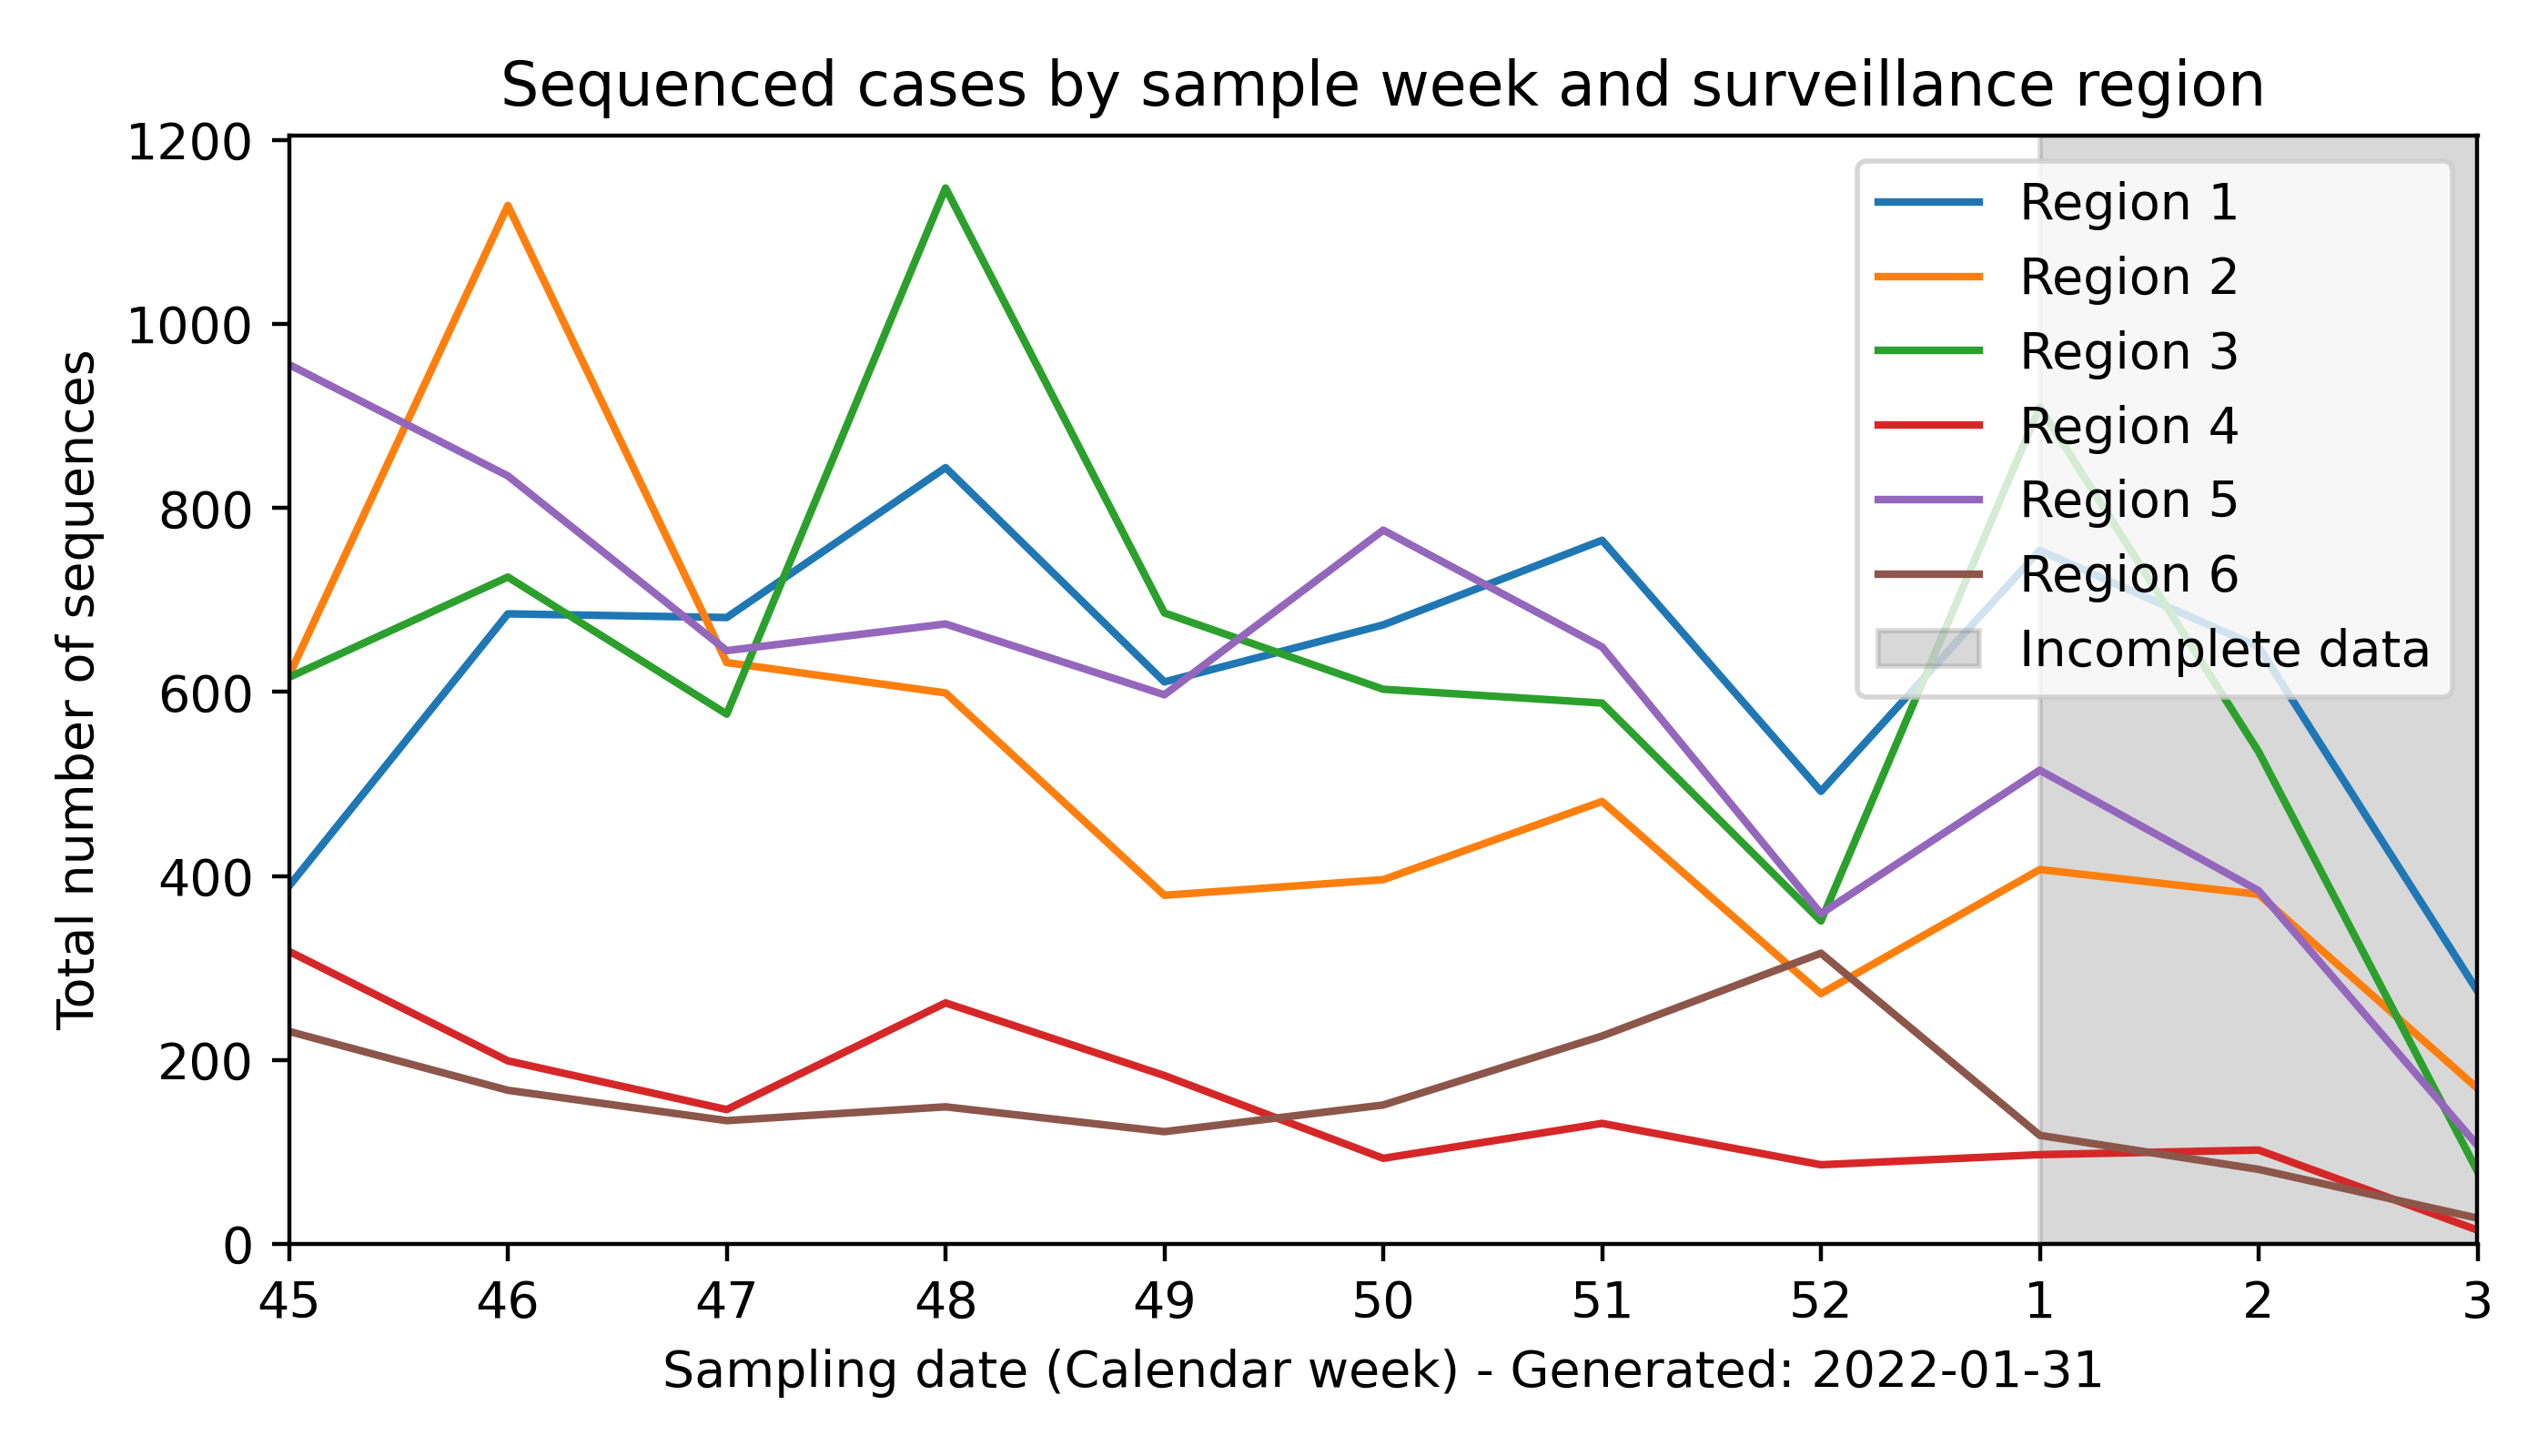 Sequenced cases by sample week and surveillance region
1200
1000
800
600
400
200
0
Total number of sequences
Region 1
Region 2
Region 3
Region 4
Region 5
Region 6
Incomplete data
45 46 47 48 49 50 51 52 1 2 3
Sampling date (Calendar week) - Generated: 2022-01-31